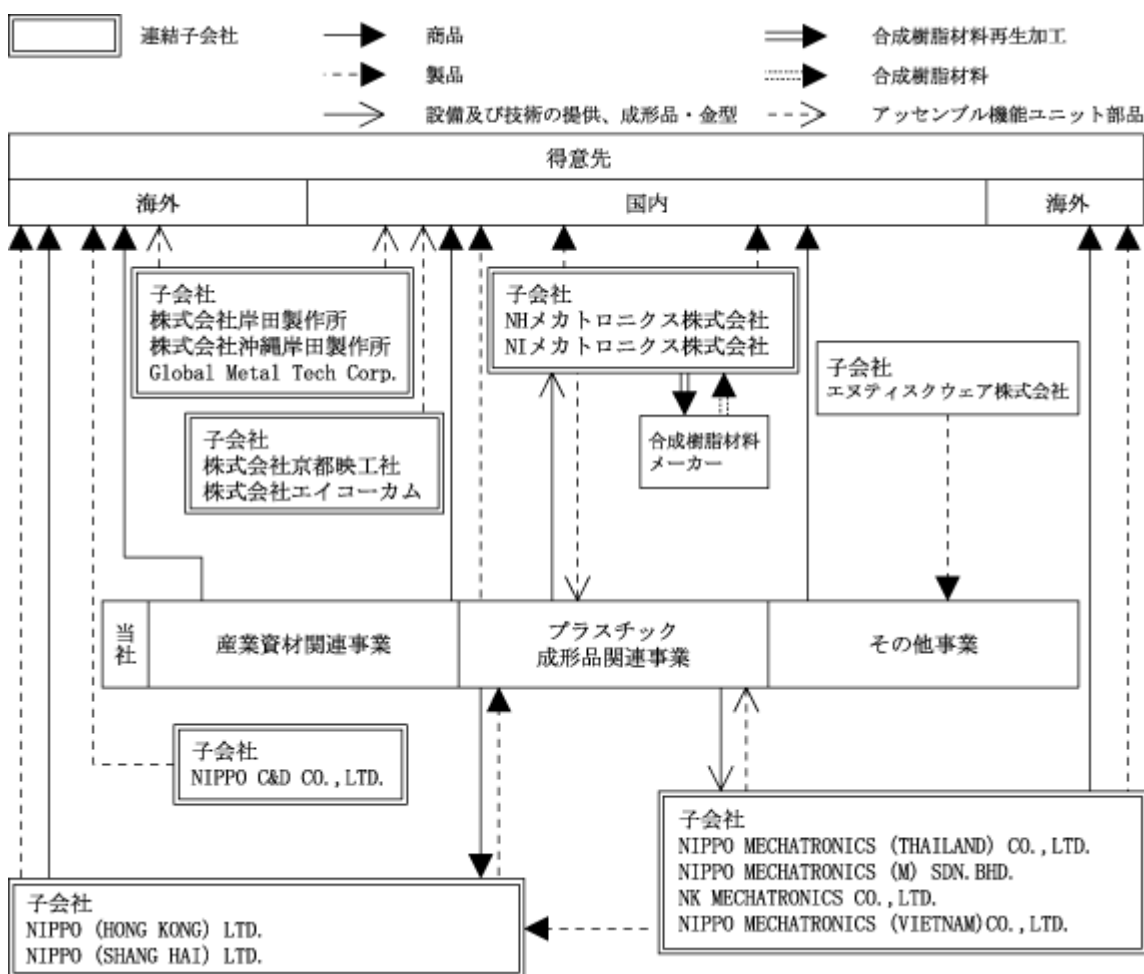 連結子会社
商品
合成樹脂材料再生加工
製品
合成樹脂材料
設備及び技術の提供、成形品・金型
アッセンブル機能ユニット部品
得意先
海外
国内
海外
子会社
株式会社岸田製作所
株式会社沖縄岸田製作所
Global Metal Tech Corp.
子会社
NHメカトロニクス株式会社
NIメカトロニクス株式会社
子会社
エヌティスクウェア株式会社
子会社
株式会社京都映工社
株式会社エイコーカム
合成樹脂材料
メーカー
当社
産業資材関連事業
プラスチック
成形品関連事業
その他事業
子会社
NIPPO C&D CO.,LTD.
子会社
NIPPO MECHATRONICS (THAILAND) CO.,LTD.
NIPPO MECHATRONICS (M) SDN.BHD.
NK MECHATRONICS CO.,LTD.
NIPPO MECHATRONICS (VIETNAM)CO.,LTD.
子会社
NIPPO (HONG KONG) LTD.
NIPPO (SHANG HAI) LTD.